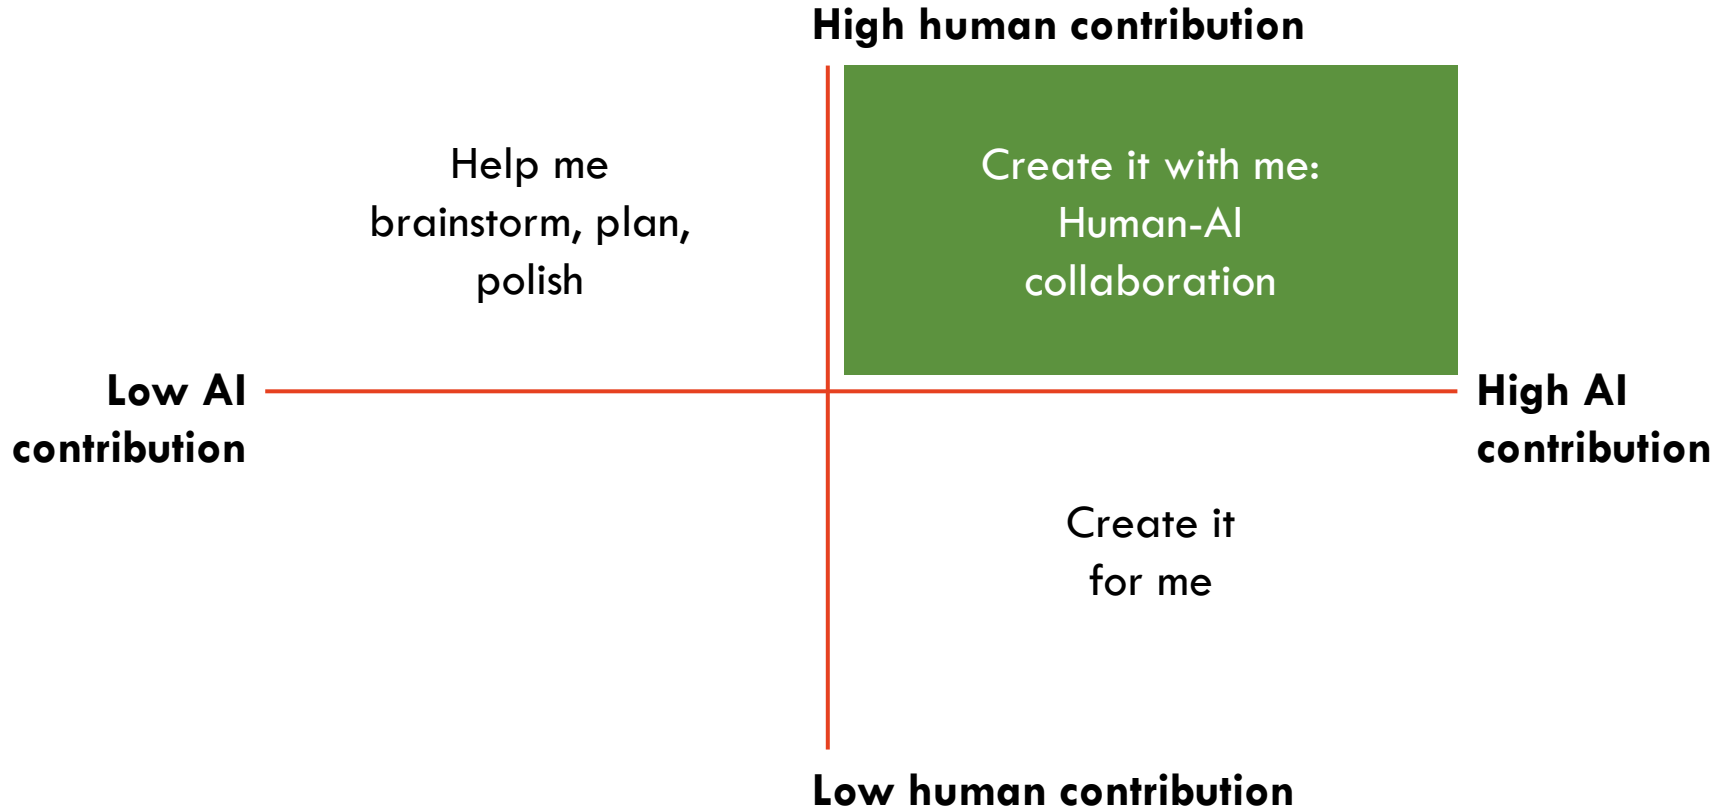 High human contribution
Help me
brainstorm, plan,
polish
Create it with me:
Human-AI
collaboration
Low AI
contribution
High AI
contribution
Create it
for me
Low human contribution